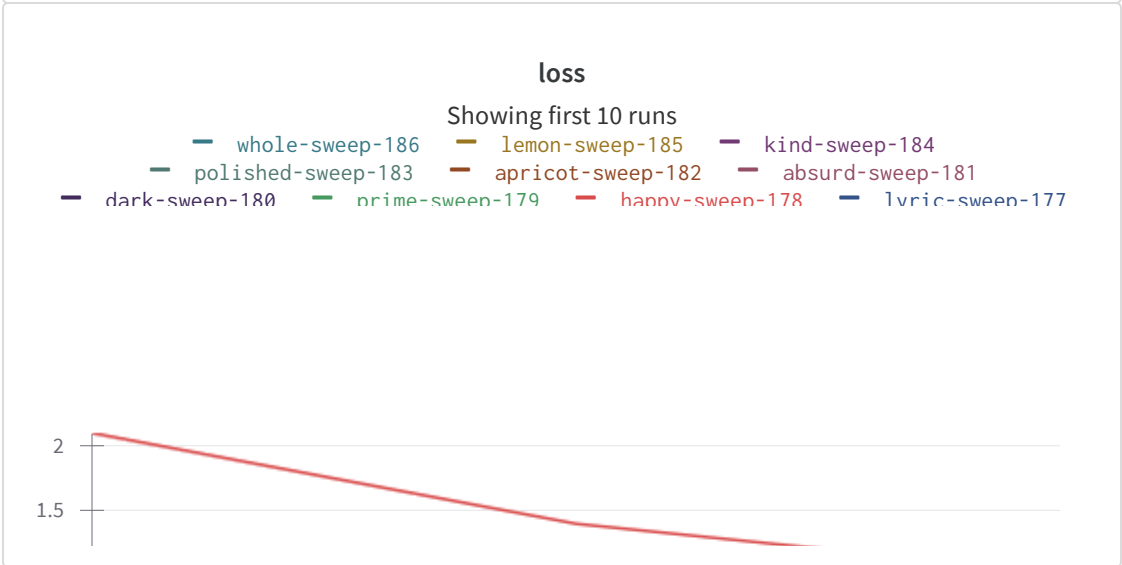 loss
Showing first 10 runs
whole-sweep-186 lemon-sweep-185 kind-sweep-184
polished-sweep-183 apricot-sweep-182 absurd-sweep-181
dark-sweep-180 prime-sweep-179 happy-sweep-178 lyric-sweep-177
2
1.5